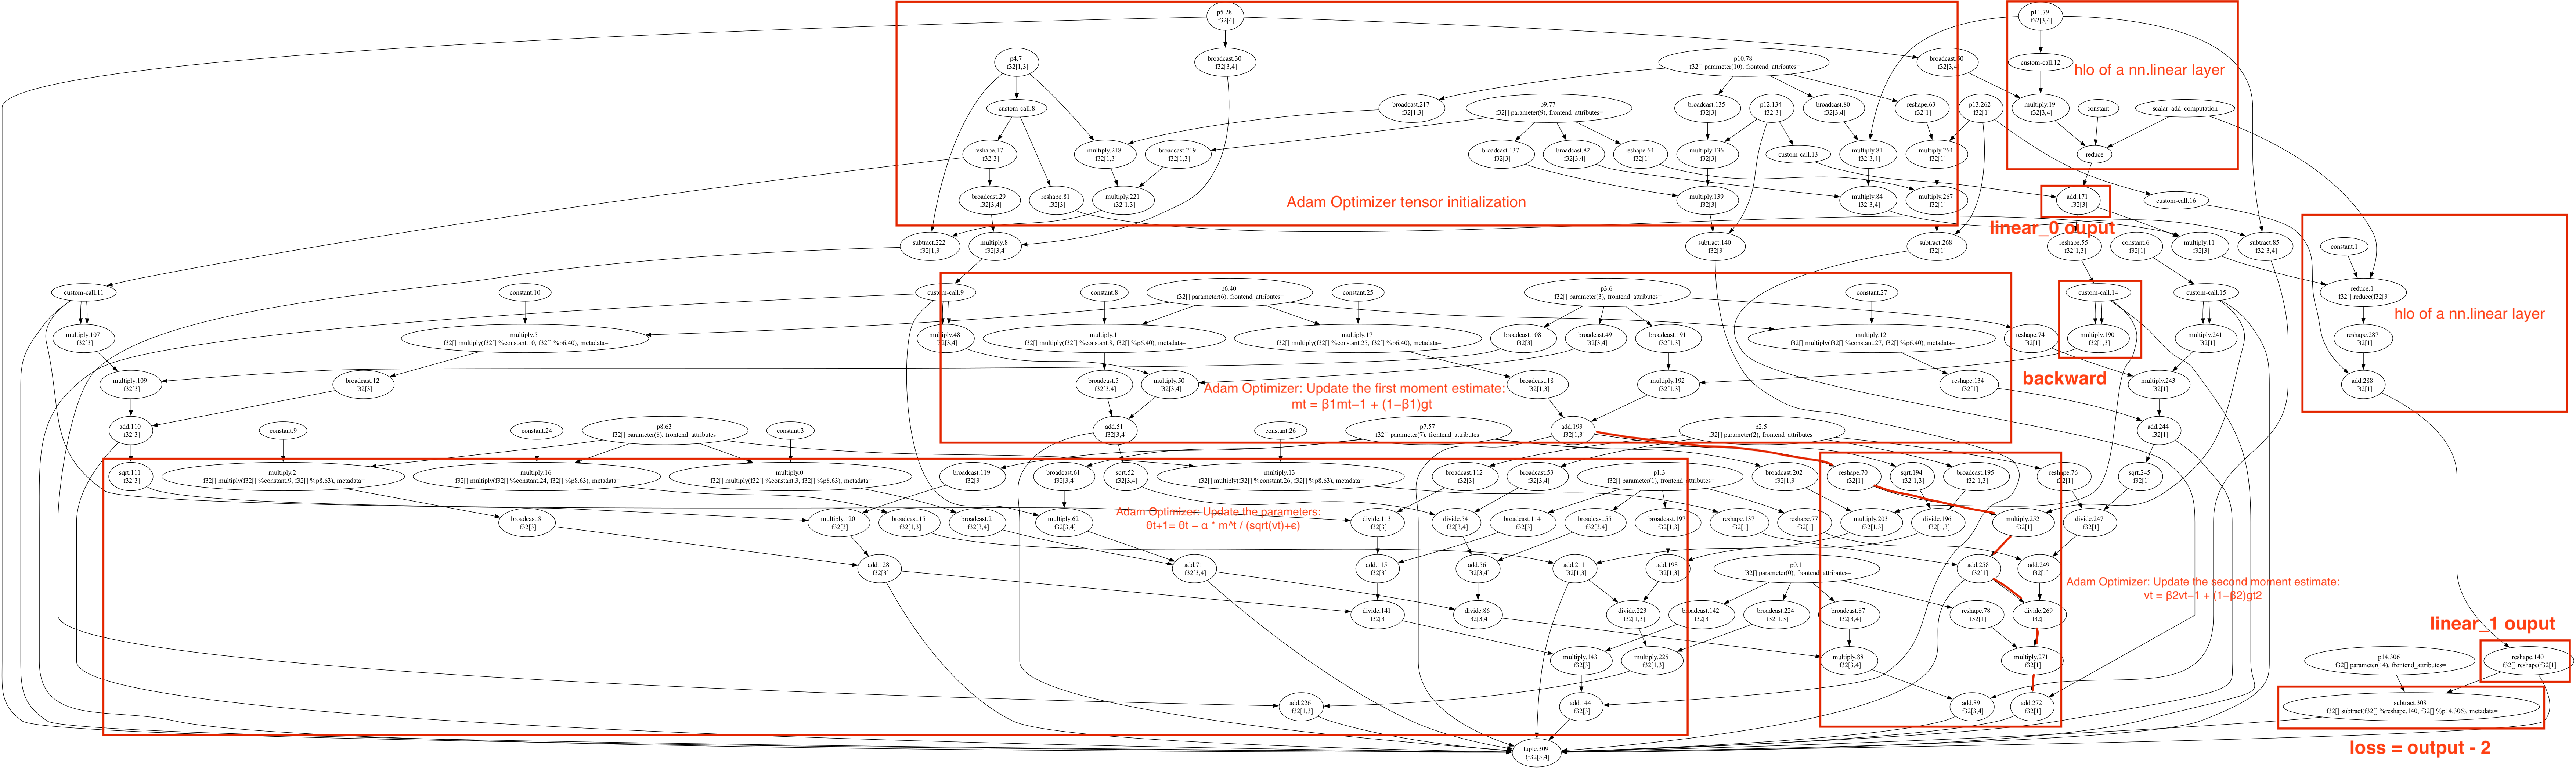 p5.28
f32[4]
p11.79
f32[3,4]
p4.7
f32[1,3]
broadcast.30
f32[3,4]
p10.78
f32[] parameter(10), frontend_attributes=
f32[3,4]
custom-call.12
hlo of a nn.linear layer
custom-call.8
broadcast.217
f32[1,3]
p9.77
f32[] parameter(9), frontend_attributes=
broadcast.135
f32[3]
p12.134
f32[3]
broadcast.80
f32[3,4]
reshape.63
f32[1]
p13.262
f32[1]
multiply.19
f32[3,4]
constant
scalar_add_computation
reshape.17
f32[3]
multiply.218
f32[1,3]
broadcast.219
f32[1,3]
broadcast.137
f32[3]
broadcast.82
f32[3,4]
reshape.64
f32[1]
multiply.136
f32[3]
custom-call.13
multiply.81
f32[3,4]
multiply.264
f32[1]
reduce
broadcast.29
f32[3,4]
reshape.81
f32[3]
multiply.221
f32[1,3]
Adam Optimizer tensor initialization
multiply.139
f32[3]
multiply.84
f32[3,4]
multiply.267
f32[1]
add.171
f32[3]
custom-call.16
linear_0 ouput
subtract.222
f32[1,3]
multiply.8
f32[3,4]
subtract.140
f32[3]
subtract.268
f32[1]
reshape.55
f32[1,3]
constant.6
f32[1]
multiply.11
f32[3]
subtract.85
f32[3,4]
constant.1
custom-call.11
constant.10
custom-call.9
constant.8
p6.40
f32[] parameter(6), frontend_attributes=
constant.25
p3.6
f32[] parameter(3), frontend_attributes=
constant.27
custom-call.14
custom-call.15
reduce.1
f32[] reduce(f32[3]
hlo of a nn.linear layer
multiply.107
f32[3]
multiply.5
f32[] multiply(f32[] %constant.10, f32[] %p6.40), metadata=
multiply.48
f32[3,4]
multiply.1
f32[] multiply(f32[] %constant.8, f32[] %p6.40), metadata=
multiply.17
f32[] multiply(f32[] %constant.25, f32[] %p6.40), metadata=
broadcast.108
f32[3]
broadcast.49
f32[3,4]
broadcast.191
f32[1,3]
multiply.12
f32[] multiply(f32[] %constant.27, f32[] %p6.40), metadata=
reshape.74
f32[1]
multiply.190
f32[1,3]
multiply.241
f32[1]
reshape.287
f32[1]
multiply.109
f32[3]
broadcast.12
f32[3]
broadcast.5
f32[3,4]
multiply.50
f32[3,4]
Adam Optimizer: Update the first moment estimate:
mt = β1mt−1 + (1−β1)gt
broadcast.18
f32[1,3]
multiply.192
f32[1,3]
reshape.134
f32[1]
backward
multiply.243
f32[1]
add.288
f32[1]
add.110
f32[3]
constant.9
constant.24
p8.63
f32[] parameter(8), frontend_attributes=
constant.3
add.51
f32[3,4]
constant.26
p7.57
f32[] parameter(7), frontend_attributes=
add.193
f32[1,3]
p2.5
f32[] parameter(2), frontend_attributes=
add.244
f32[1]
sqrt.111
f32[3]
multiply.2
f32[] multiply(f32[] %constant.9, f32[] %p8.63), metadata=
multiply.16
f32[] multiply(f32[] %constant.24, f32[] %p8.63), metadata=
multiply.0
f32[] multiply(f32[] %constant.3, f32[] %p8.63), metadata=
broadcast.119
f32[3]
broadcast.61
f32[3,4]
sqrt.52
f32[3,4]
multiply.13
f32[] multiply(f32[] %constant.26, f32[] %p8.63), metadata=
broadcast.112
f32[3]
broadcast.53
f32[3,4]
p1.3
f32[] parameter(1), frontend_attributes=
broadcast.202
f32[1,3]
reshape.70
f32[1]
sqrt.194
f32[1,3]
broadcast.195
f32[1,3]
reshape.76
f32[1]
sqrt.245
f32[1]
broadcast.8
f32[3]
multiply.120
f32[3]
broadcast.15
f32[1,3]
broadcast.2
f32[3,4]
multiply.62
f32[3,4]
Adam Optimizer: Update the parameters:
θt+1= θt − α * m^t / (sqrt(vt)+ϵ)
divide.113
f32[3]
divide.54
f32[3,4]
broadcast.114
f32[3]
broadcast.55
f32[3,4]
broadcast.197
f32[1,3]
reshape.137
f32[1]
reshape.77
f32[1]
multiply.203
f32[1,3]
divide.196
f32[1,3]
multiply.252
f32[1]
divide.247
f32[1]
add.128
f32[3]
add.71
f32[3,4]
add.115
f32[3]
add.56
f32[3,4]
add.211
f32[1,3]
add.198
f32[1,3]
p0.1
f32[] parameter(0), frontend_attributes=
add.258
f32[1]
add.249
f32[1]
Adam Optimizer: Update the second moment estimate:
vt = β2vt−1 + (1−β2)gt2
divide.141
f32[3]
divide.86
f32[3,4]
divide.223
f32[1,3]
broadcast.142
f32[3]
broadcast.224
f32[1,3]
broadcast.87
f32[3,4]
reshape.78
f32[1]
divide.269
f32[1]
linear_1 ouput
multiply.143
f32[3]
multiply.225
f32[1,3]
multiply.88
f32[3,4]
multiply.271
f32[1]
p14.306
f32[] parameter(14), frontend_attributes=
reshape.140
f32[] reshape(f32[1]
add.226
f32[1,3]
add.144
f32[3]
add.89
f32[3,4]
add.272
f32[1]
subtract.308
f32[] subtract(f32[] %reshape.140, f32[] %p14.306), metadata=
tuple.309
(f32[3,4]
loss = output - 2